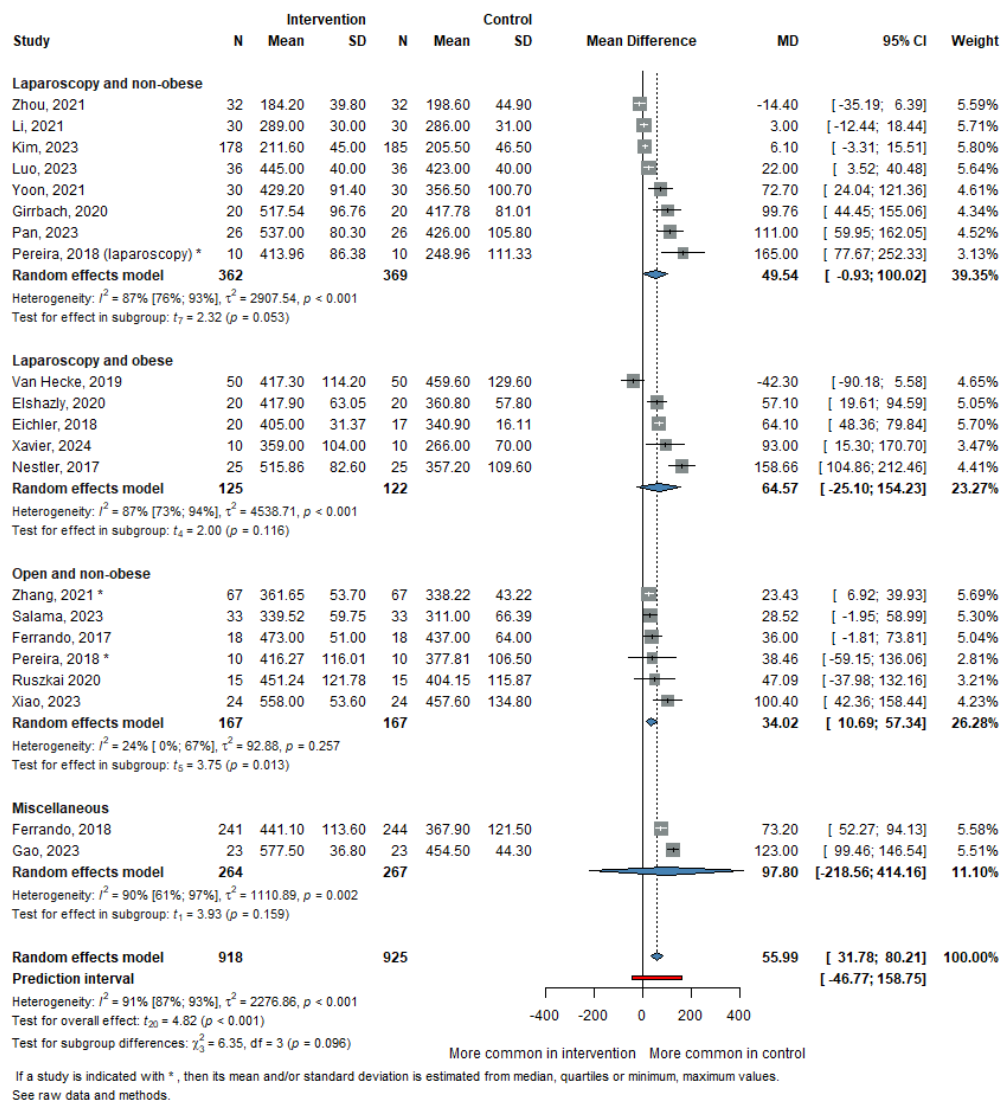 Intervention Control
Study N Mean SD N Mean SD Mean Difference MD 95% CI Weight
Laparoscopy and non-obese
Zhou, 2021 32 184.20 39.80 32 198.60 44.90 -14.40 [-35.19; 6.39] 5.59%
Li, 2021 30 289.00 30.00 30 286.00 31.00 3.00 [-12.44; 18.44] 5.71%
Kim, 2023 178 211.60 45.00 185 205.50 46.50 6.10 [ -3.31; 15.51] 5.80%
Luo, 2023 36 445.00 40.00 36 423.00 40.00 22.00 [ 3.52; 40.48] 5.64%
Yoon, 2021 30 429.20 91.40 30 356.50 100.70 72.70 [ 24.04; 121.36] 4.61%
Girrbach, 2020 20 517.54 96.76 20 417.78 81.01 99.76 [ 44.45; 155.06] 4.34%
Pan, 2023 26 537.00 80.30 26 426.00 105.80 111.00 [ 59.95; 162.05] 4.52%
Pereira, 2018 (laparoscopy) * 10 413.96 86.38 10 248.96 111.33 165.00 [ 77.67; 252.33] 3.13%
Random effects model 362 369 49.54 [ -0.93; 100.02] 39.35%
Heterogeneity: I² = 87% [76%; 93%], τ² = 2907.54, p < 0.001
Test for effect in subgroup: t₇ = 2.32 (p = 0.053)
Laparoscopy and obese
Van Hecke, 2019 50 417.30 114.20 50 459.60 129.60 -42.30 [-90.18; 5.58] 4.65%
Elshazly, 2020 20 417.90 63.05 20 360.80 57.80 57.10 [ 19.61; 94.59] 5.05%
Eichler, 2018 20 405.00 31.37 17 340.90 16.11 64.10 [ 48.36; 79.84] 5.70%
Xavier, 2024 10 359.00 104.00 10 266.00 70.00 93.00 [ 15.30; 170.70] 3.47%
Nestler, 2017 25 515.86 82.60 25 357.20 109.60 158.66 [104.86; 212.46] 4.41%
Random effects model 125 122 64.57 [-25.10; 154.23] 23.27%
Heterogeneity: I² = 87% [73%; 94%], τ² = 4538.71, p < 0.001
Test for effect in subgroup: t₄ = 2.00 (p = 0.116)
Open and non-obese
Zhang, 2021 * 67 361.65 53.70 67 338.22 43.22 23.43 [ 6.92; 39.93] 5.69%
Salama, 2023 33 339.52 59.75 33 311.00 66.39 28.52 [ -1.95; 58.99] 5.30%
Ferrando, 2017 18 473.00 51.00 18 437.00 64.00 36.00 [ -1.81; 73.81] 5.04%
Pereira, 2018 * 10 416.27 116.01 10 377.81 106.50 38.46 [-59.15; 136.06] 2.81%
Ruszkai 2020 15 451.24 121.78 15 404.15 115.87 47.09 [-37.98; 132.16] 3.21%
Xiao, 2023 24 558.00 53.60 24 457.60 134.80 100.40 [ 42.36; 158.44] 4.23%
Random effects model 167 167 34.02 [ 10.69; 57.34] 26.28%
Heterogeneity: I² = 24% [ 0%; 67%], τ² = 92.88, p = 0.257
Test for effect in subgroup: t₅ = 3.75 (p = 0.013)
Miscellaneous
Ferrando, 2018 241 441.10 113.60 244 367.90 121.50 73.20 [ 52.27; 94.13] 5.58%
Gao, 2023 23 577.50 36.80 23 454.50 44.30 123.00 [ 99.46; 146.54] 5.51%
Random effects model 264 267 97.80 [-218.56; 414.16] 11.10%
Heterogeneity: I² = 90% [61%; 97%], τ² = 1110.89, p = 0.002
Test for effect in subgroup: t₁ = 3.93 (p = 0.159)
Random effects model 918 925 55.99 [ 31.78; 80.21] 100.00%
Prediction interval [ -46.77; 158.75]
Heterogeneity: I² = 91% [87%; 93%], τ² = 2276.86, p < 0.001
Test for overall effect: t₂₀ = 4.82 (p < 0.001)
Test for subgroup differences: χ²₃ = 6.35, df = 3 (p = 0.096)
-400 -200 0 200 400
More common in intervention More common in control
If a study is indicated with * , then its mean and/or standard deviation is estimated from median, quartiles or minimum, maximum values.
See raw data and methods.